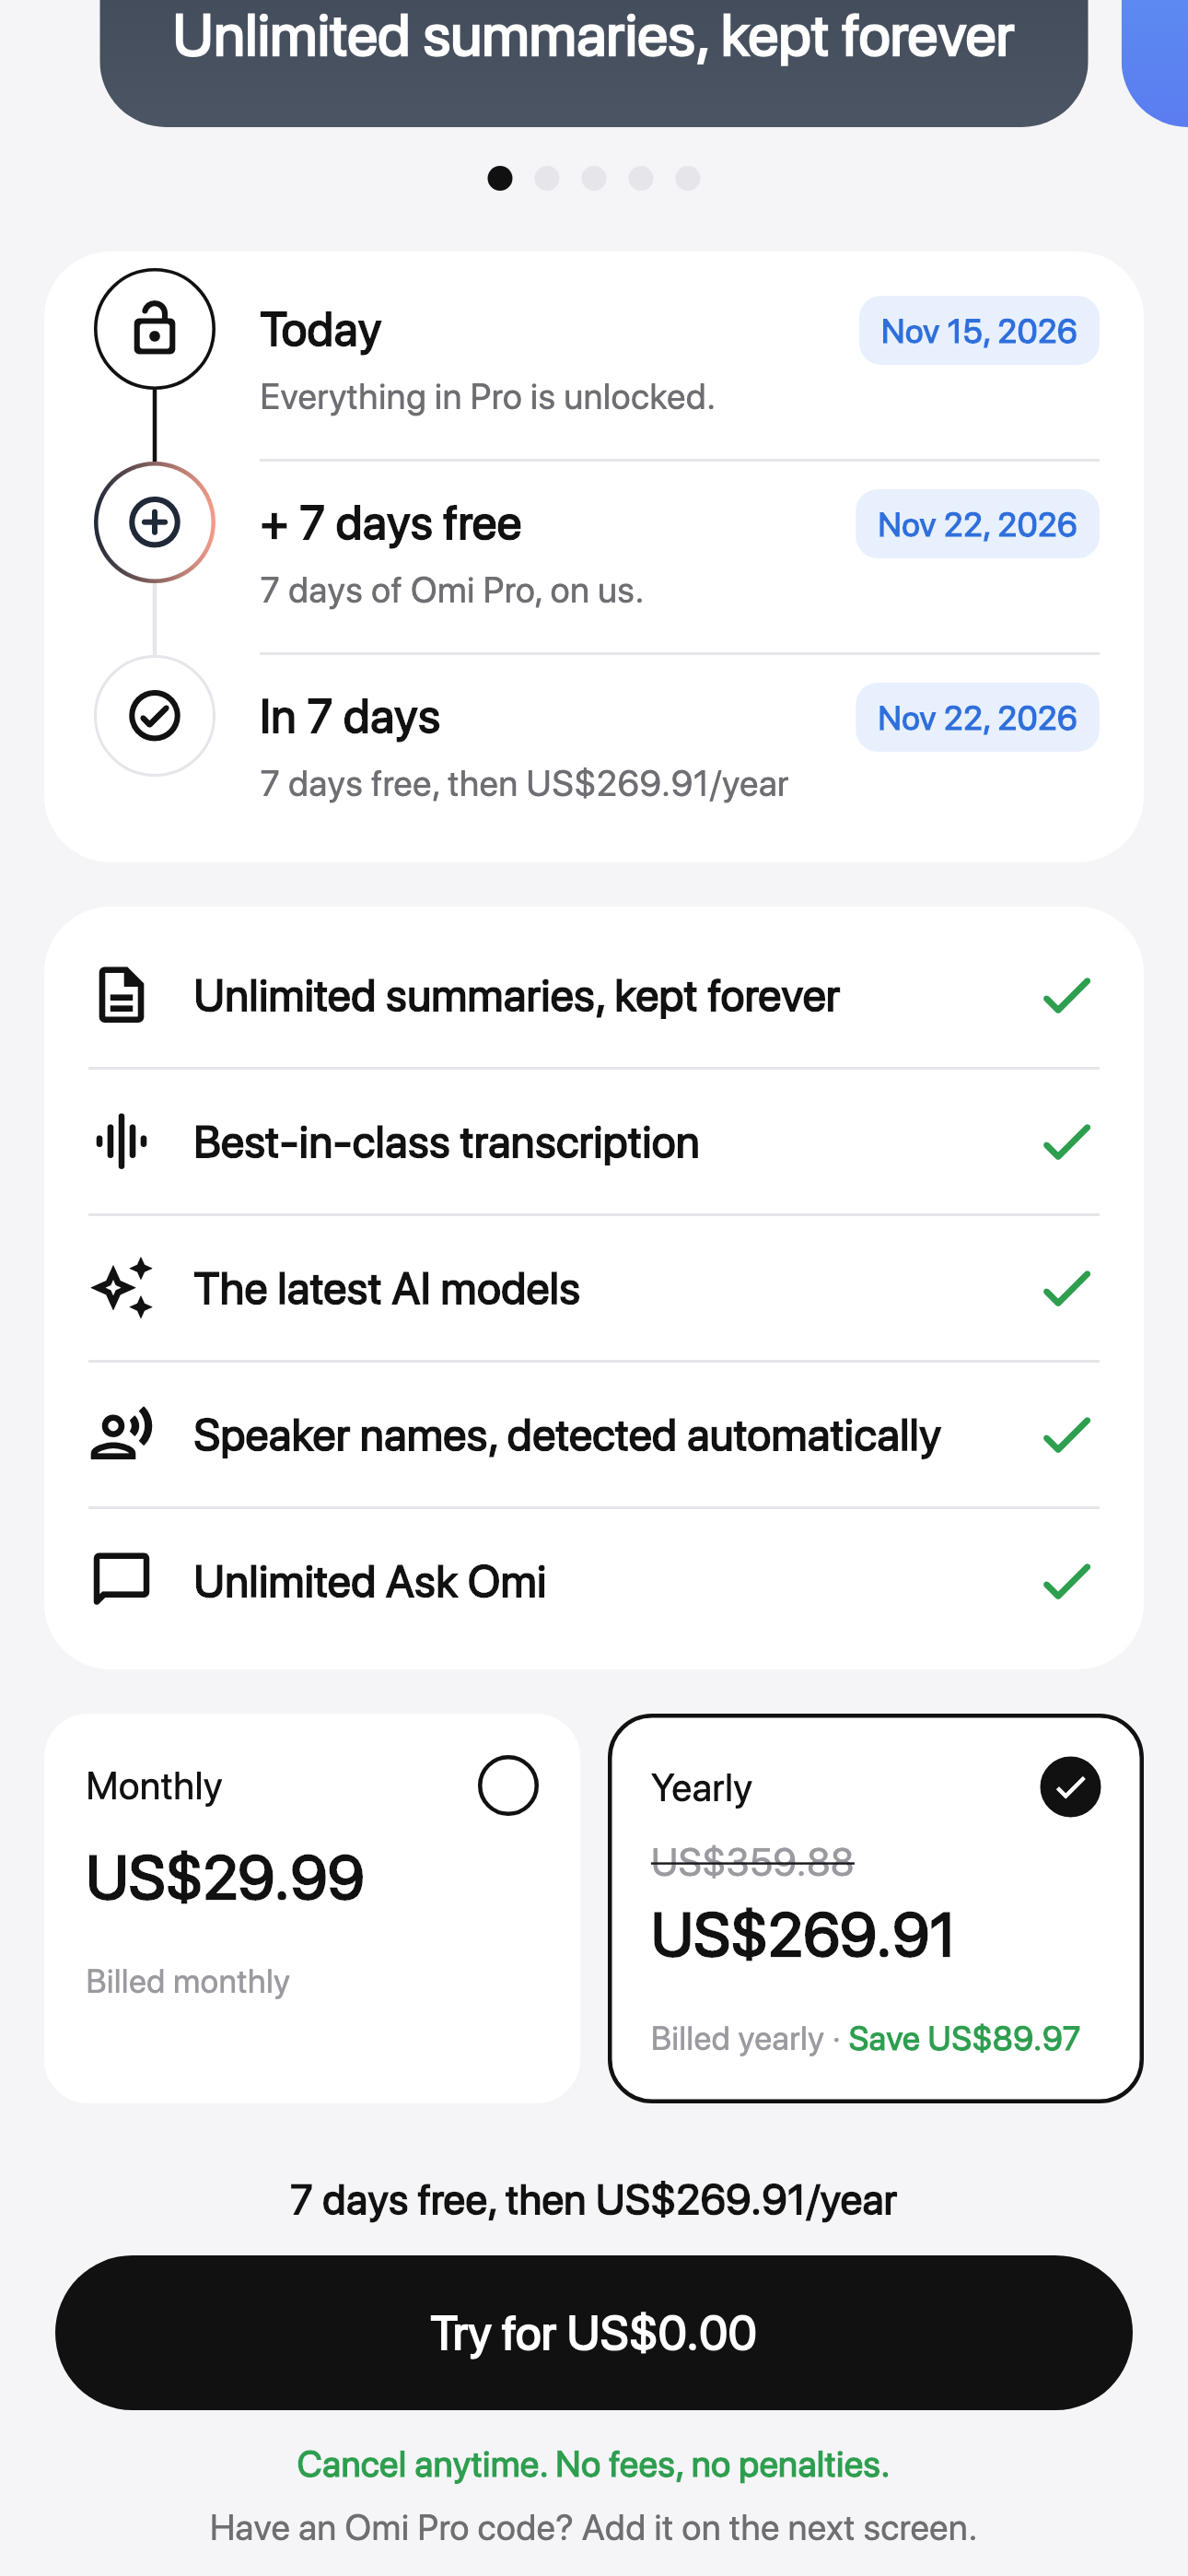 Unlimited summaries, kept forever
Today
Nov 15, 2026
Everything in Pro is unlocked.
+ 7 days free
Nov 22, 2026
7 days of Omi Pro, on us.
In 7 days
Nov 22, 2026
7 days free, then US$269.91/year
Unlimited summaries, kept forever
Best-in-class transcription
The latest AI models
Speaker names, detected automatically
Unlimited Ask Omi
Monthly
US$29.99
Billed monthly
Yearly
US$359.88
US$269.91
Billed yearly · Save US$89.97
7 days free, then US$269.91/year
Try for US$0.00
Cancel anytime. No fees, no penalties.
Have an Omi Pro code? Add it on the next screen.